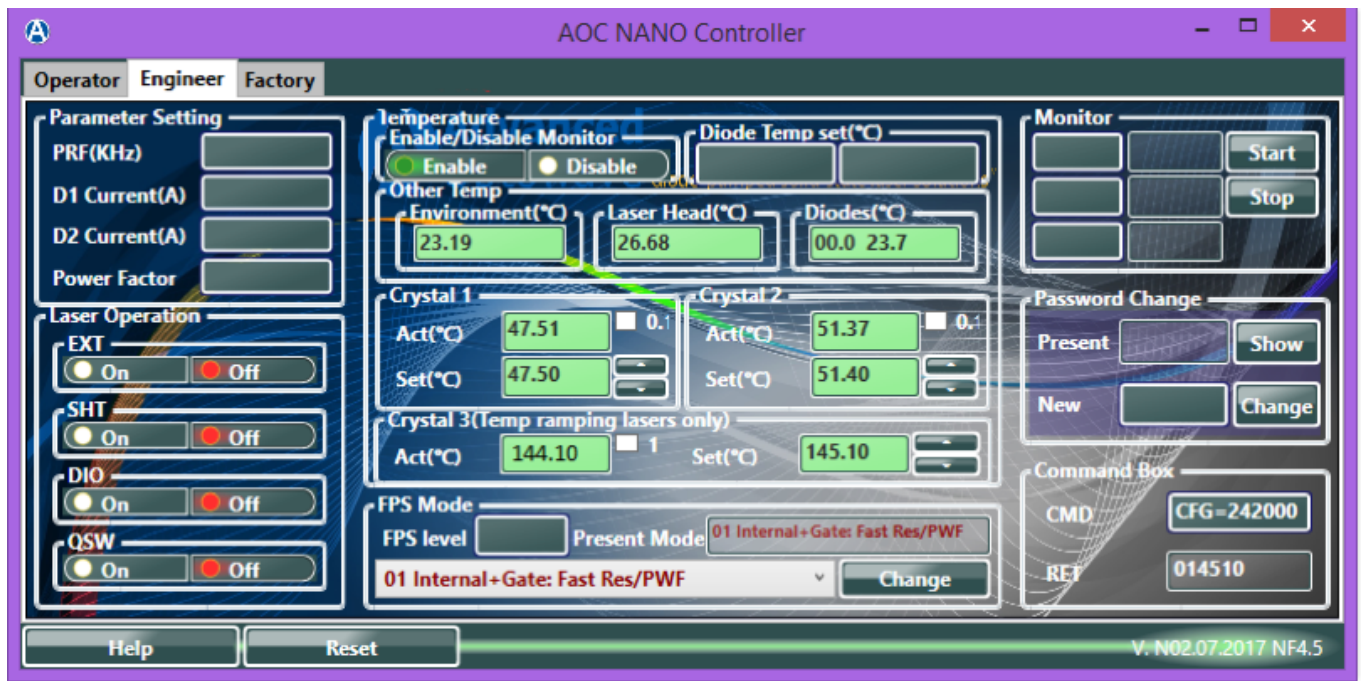 AOC NANO Controller
Operator Engineer Factory
Parameter Setting
PRF(KHz)
D1 Current(A)
D2 Current(A)
Power Factor
Laser Operation
EXT
On Off
SHT
On Off
DIO
On Off
QSW
On Off
Temperature
Enable/Disable Monitor
Enable Disable
Diode Temp set(°C)
Other Temp
Environment(°C) Laser Head(°C) Diodes(°C)
23.19 26.68 00.0 23.7
Crystal 1
Act(°C) 47.51 0.1
Set(°C) 47.50
Crystal 2
Act(°C) 51.37 0.1
Set(°C) 51.40
Crystal 3(Temp ramping lasers only)
Act(°C) 144.10 1 Set(°C) 145.10
FPS Mode
FPS level Present Mode 01 Internal+Gate: Fast Res/PWF
01 Internal+Gate: Fast Res/PWF Change
Monitor
Start
Stop
Password Change
Present Show
New Change
Command Box
CMD CFG=242000
RET 014510
Help Reset V. N02.07.2017 NF4.5